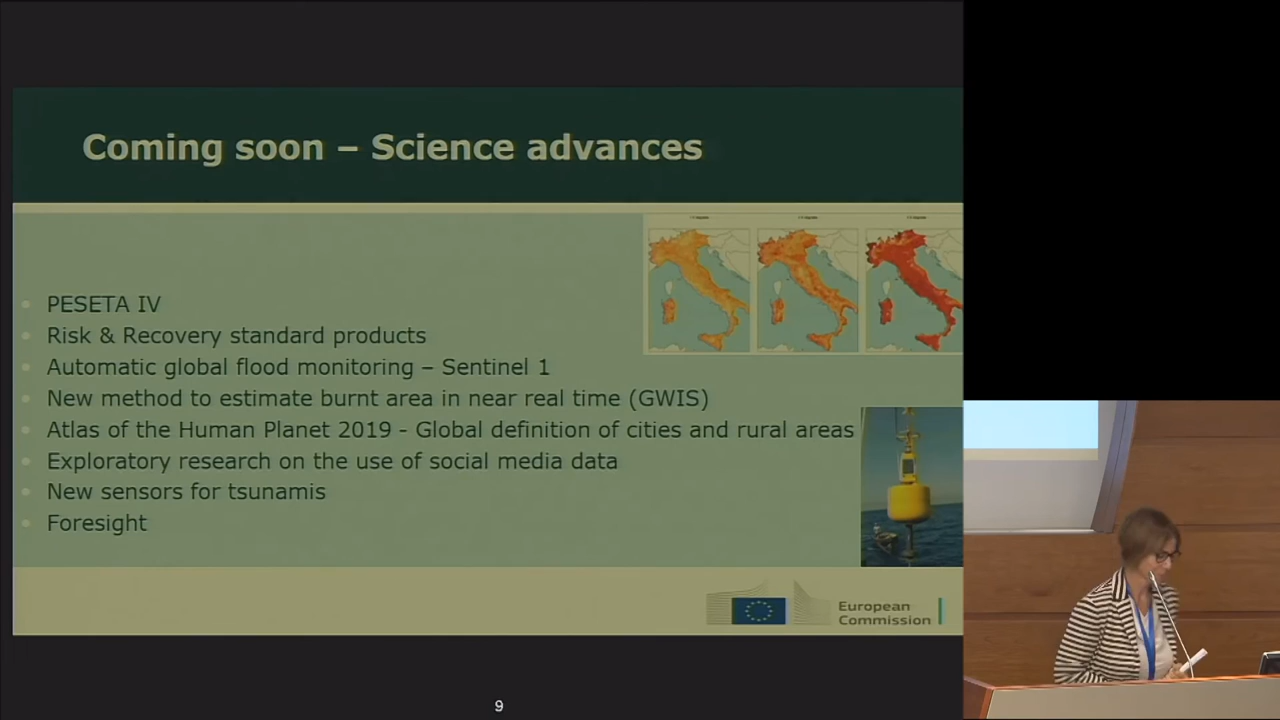 Coming soon – Science advances
PESETA IV
Risk & Recovery standard products
Automatic global flood monitoring – Sentinel 1
New method to estimate burnt area in near real time (GWIS)
Atlas of the Human Planet 2019 - Global definition of cities and rural areas
Exploratory research on the use of social media data
New sensors for tsunamis
Foresight
European
Commission
9